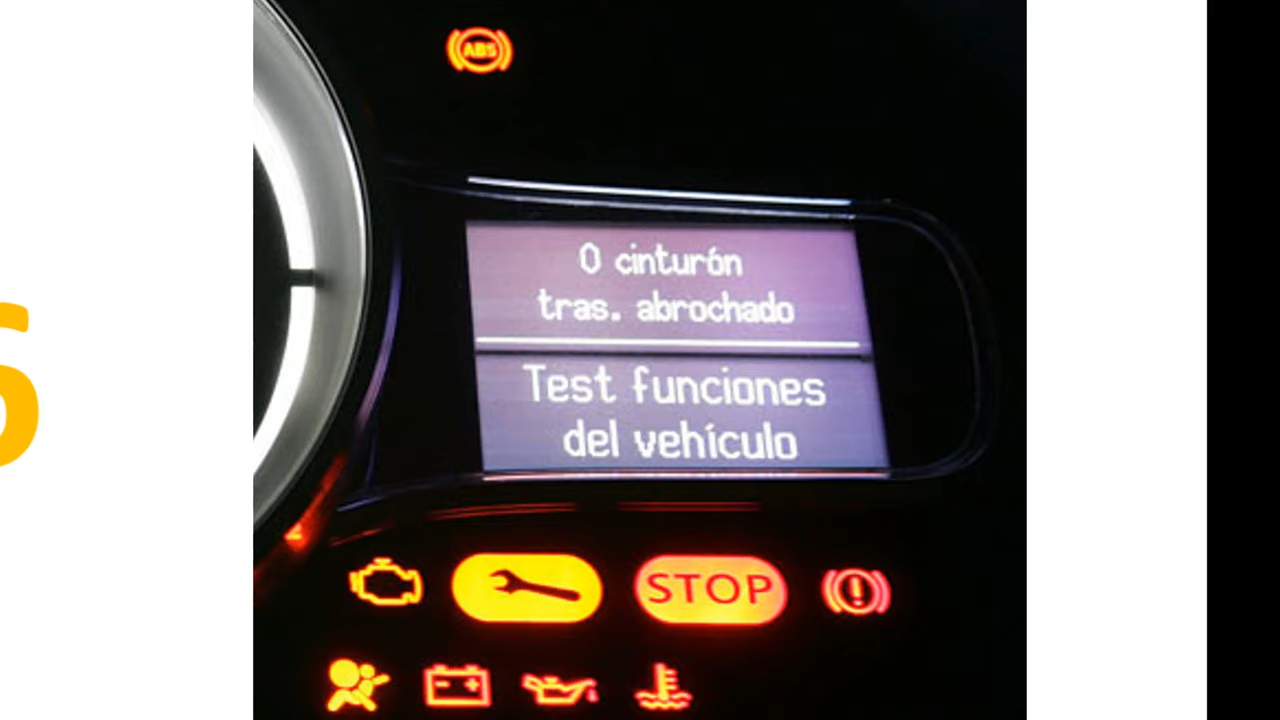 ABS
0 cinturón
tras. abrochado
Test funciones
del vehículo
STOP